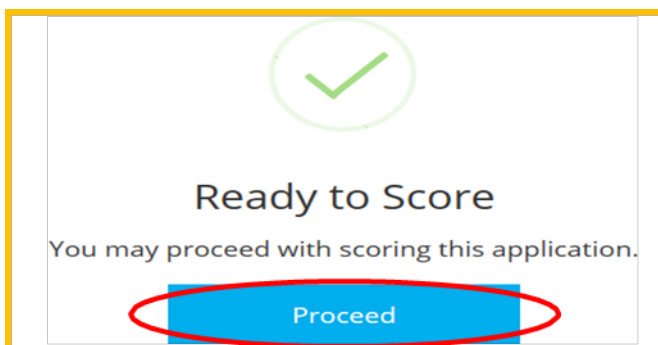 Ready to Score
You may proceed with scoring this application.
Proceed